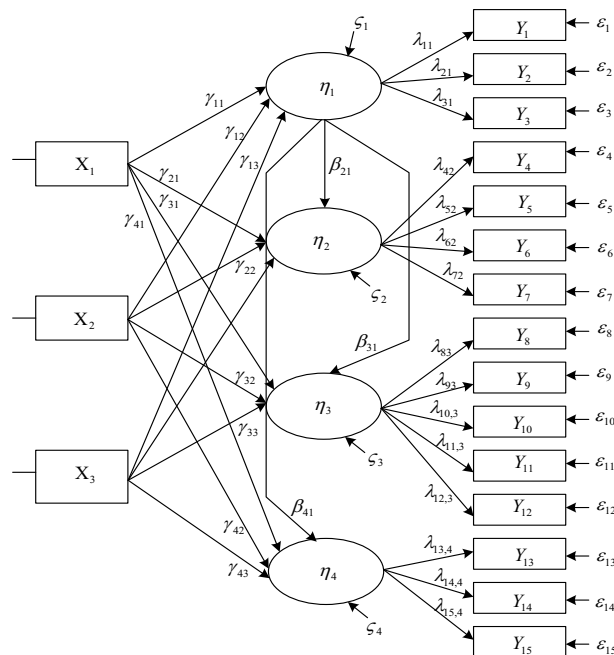 ς₁
λ₁₁
Y₁
ε₁
λ₂₁
Y₂
ε₂
η₁
λ₃₁
Y₃
ε₃
γ₁₁
γ₁₂
γ₁₃
λ₄₂
Y₄
ε₄
X₁
γ₂₁
γ₃₁
γ₄₁
β₂₁
λ₅₂
Y₅
ε₅
η₂
λ₆₂
Y₆
ε₆
γ₂₂
λ₇₂
Y₇
ε₇
ς₂
X₂
Y₈
ε₈
β₃₁
λ₈₃
γ₃₂
λ₉₃
Y₉
ε₉
η₃
λ₁₀,₃
Y₁₀
ε₁₀
γ₃₃
λ₁₁,₃
X₃
ς₃
Y₁₁
ε₁₁
β₄₁
λ₁₂,₃
Y₁₂
ε₁₂
γ₄₂
λ₁₃,₄
Y₁₃
ε₁₃
γ₄₃
η₄
λ₁₄,₄
Y₁₄
ε₁₄
λ₁₅,₄
ς₄
Y₁₅
ε₁₅